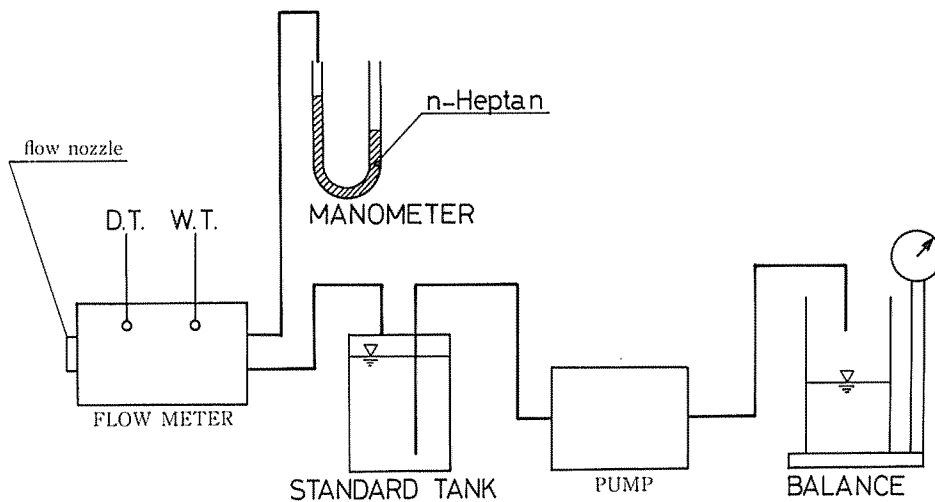 n-Heptan
flow nozzle
MANOMETER
D.T. W.T.
FLOW METER
STANDARD TANK
PUMP
BALANCE